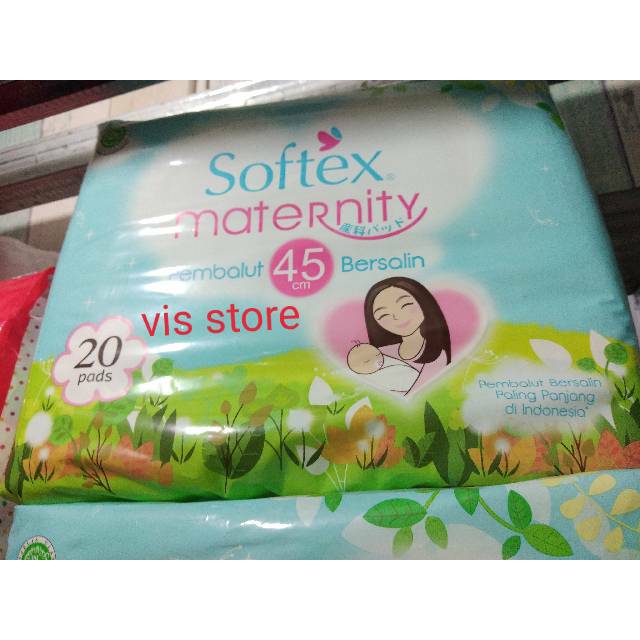 Softex®
maternity
産科パッド
Pembalut 45 cm Bersalin
vis store
20
pads
Pembalut Bersalin
Paling Panjang
di Indonesia*